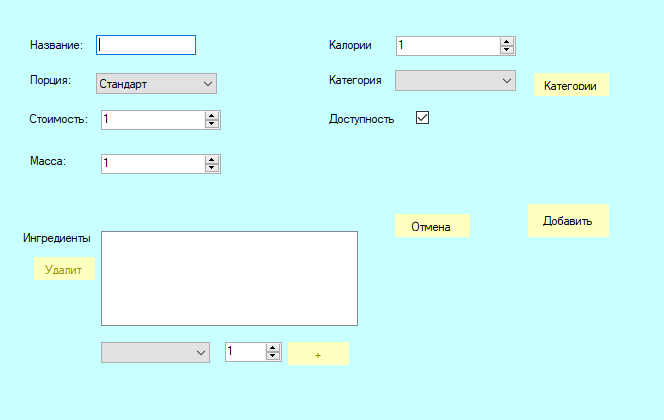 Название:
Калории 1
Порция: Стандарт
Категория
Категории
Стоимость: 1
Доступность
Масса: 1
Отмена
Добавить
Ингредиенты
Удалит
1
+